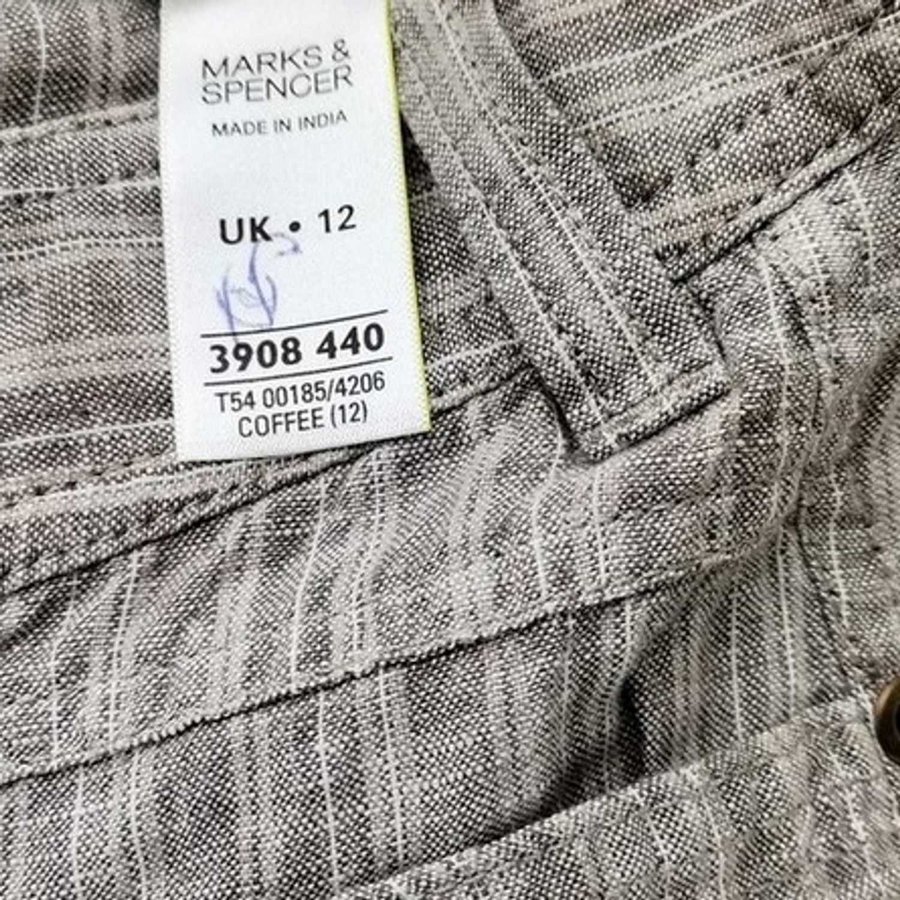 MARKS &
SPENCER
MADE IN INDIA
UK • 12
3908 440
T54 00185/4206
COFFEE (12)